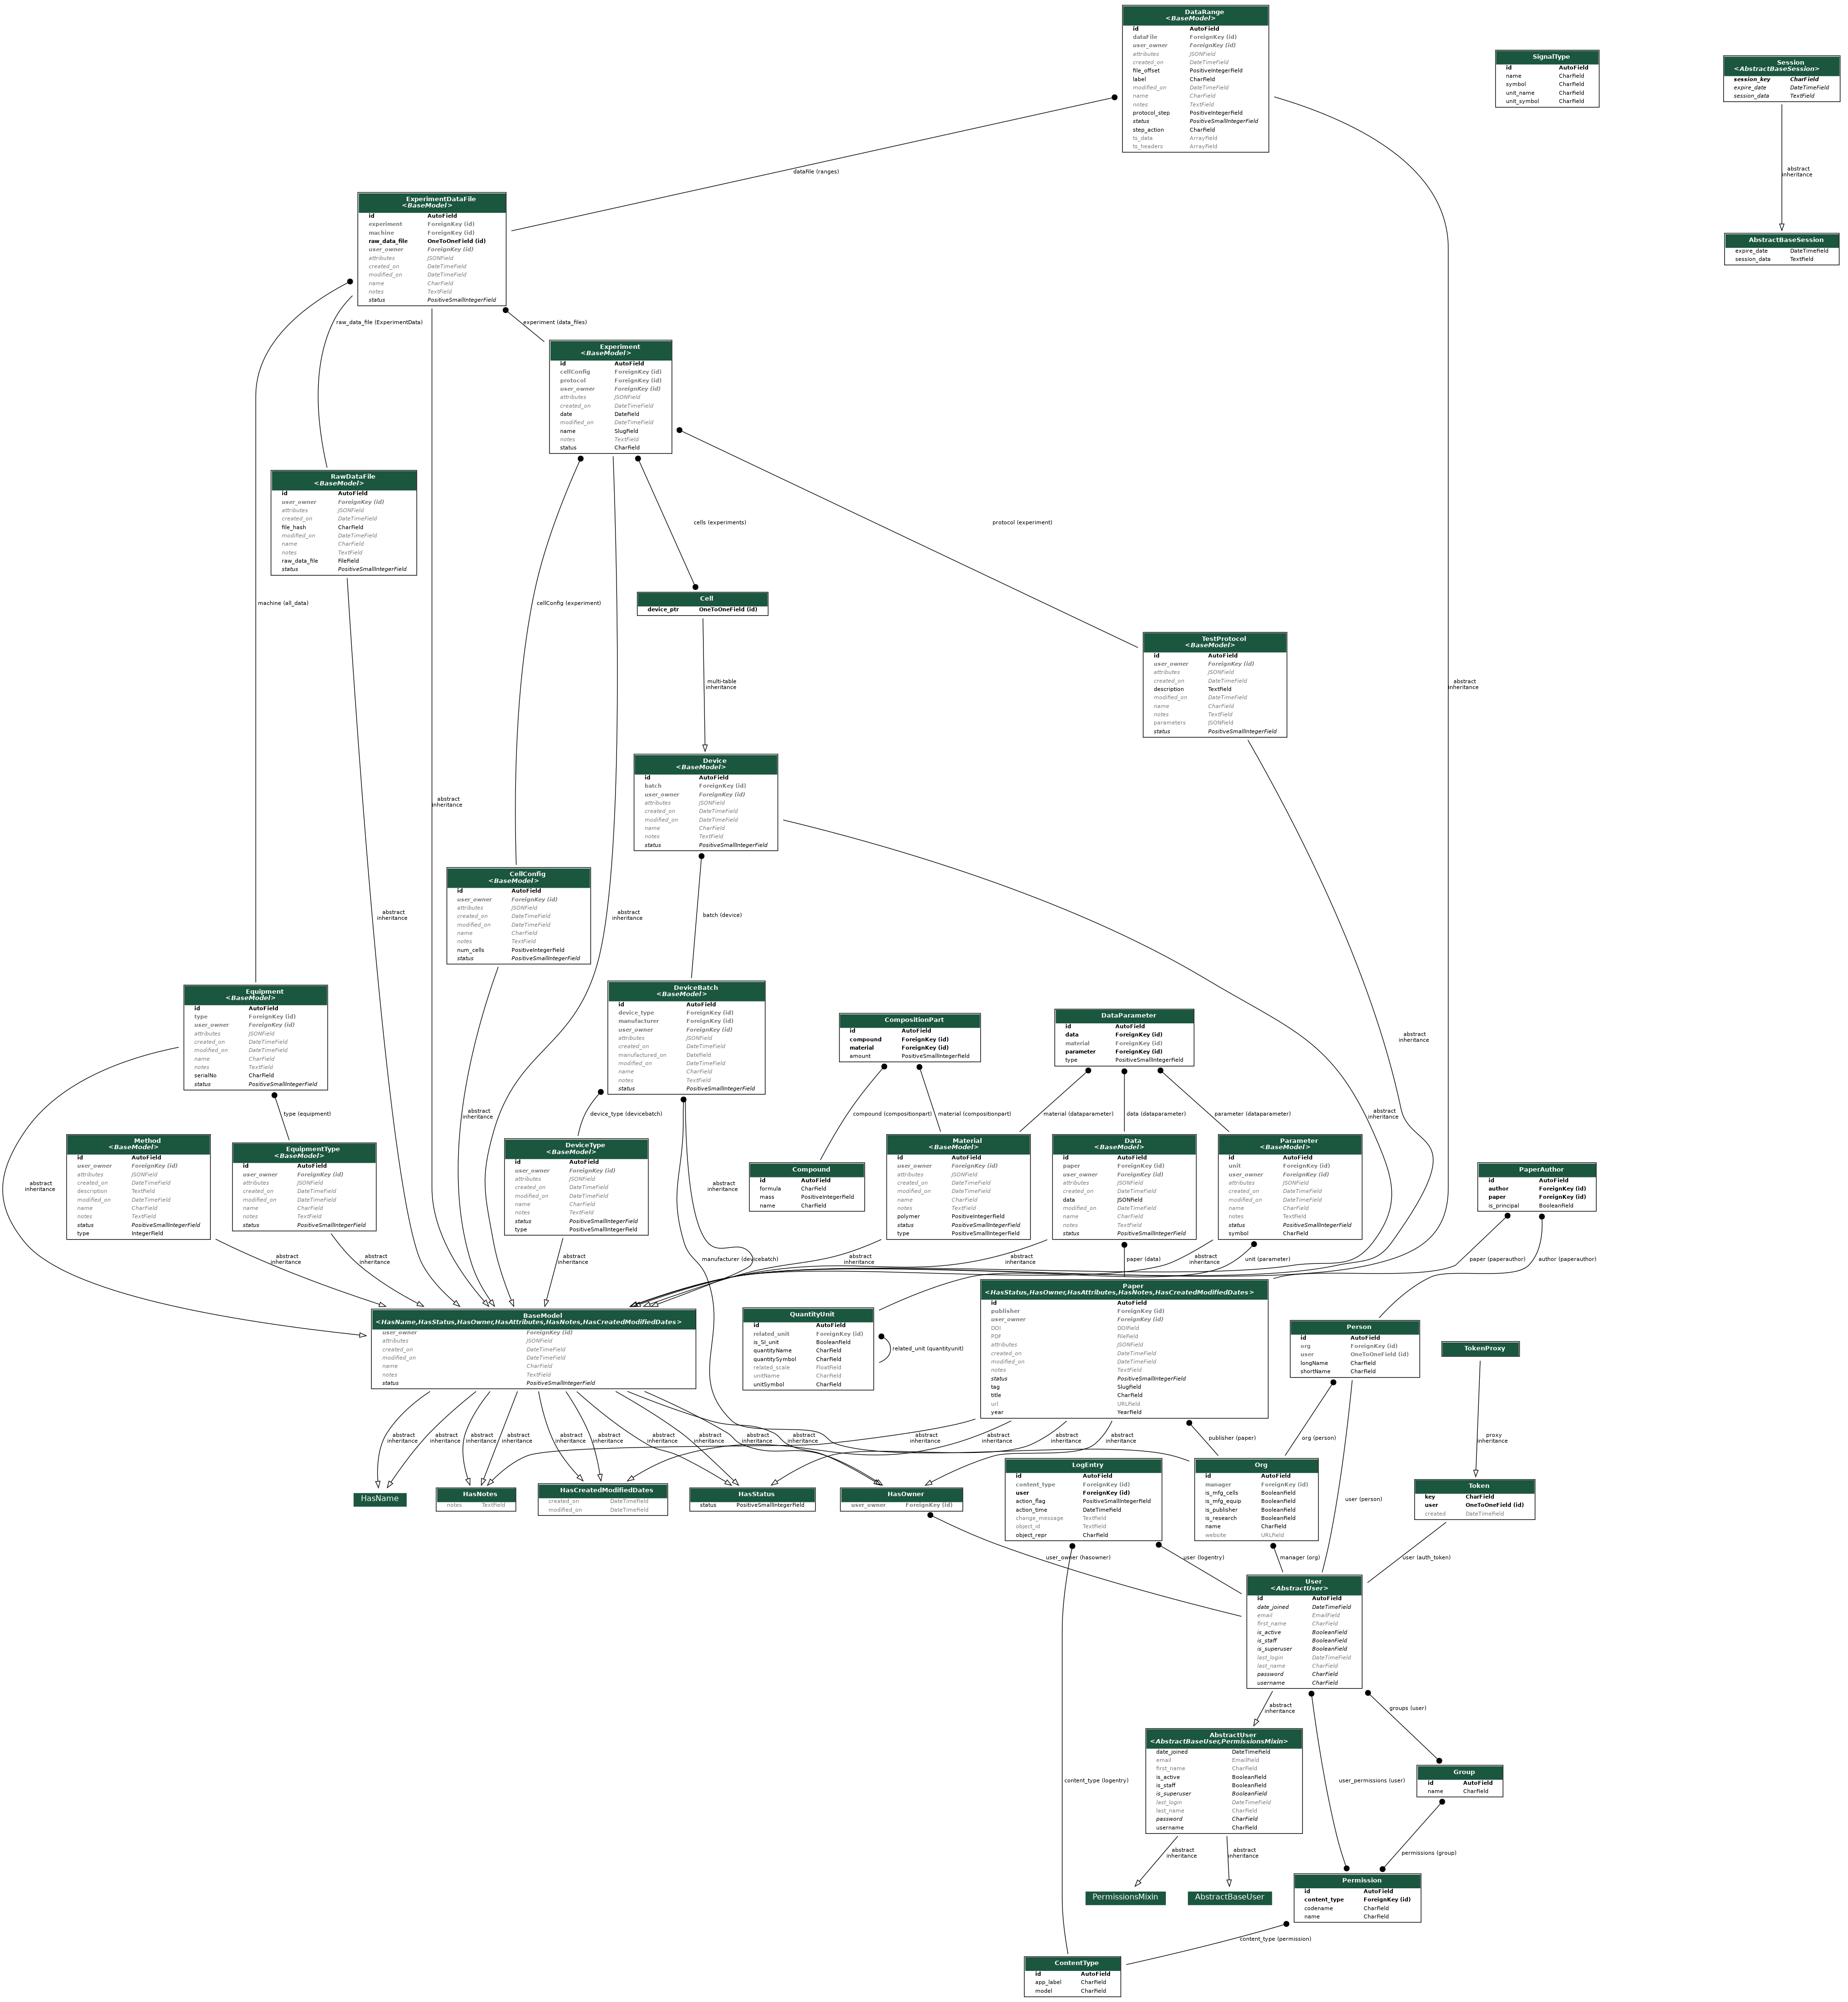 DataRange
<BaseModel>
id AutoField
dataFile ForeignKey (id)
user_owner ForeignKey (id)
attributes JSONField
created_on DateTimeField
file_offset PositiveIntegerField
label CharField
modified_on DateTimeField
name CharField
notes TextField
protocol_step PositiveIntegerField
status PositiveSmallIntegerField
step_action CharField
ts_data ArrayField
ts_headers ArrayField
SignalType
id AutoField
name CharField
symbol CharField
unit_name CharField
unit_symbol CharField
Session
<AbstractBaseSession>
session_key CharField
expire_date DateTimeField
session_data TextField
abstract
inheritance
AbstractBaseSession
expire_date DateTimeField
session_data TextField
dataFile (ranges)
ExperimentDataFile
<BaseModel>
id AutoField
experiment ForeignKey (id)
machine ForeignKey (id)
raw_data_file OneToOneField (id)
user_owner ForeignKey (id)
attributes JSONField
created_on DateTimeField
modified_on DateTimeField
name CharField
notes TextField
status PositiveSmallIntegerField
raw_data_file (ExperimentData)
experiment (data_files)
Experiment
<BaseModel>
id AutoField
cellConfig ForeignKey (id)
protocol ForeignKey (id)
user_owner ForeignKey (id)
attributes JSONField
created_on DateTimeField
date DateField
modified_on DateTimeField
name SlugField
notes TextField
status CharField
RawDataFile
<BaseModel>
id AutoField
user_owner ForeignKey (id)
attributes JSONField
created_on DateTimeField
file_hash CharField
modified_on DateTimeField
name CharField
notes TextField
raw_data_file FileField
status PositiveSmallIntegerField
cells (experiments)
protocol (experiment)
machine (all_data)
cellConfig (experiment)
Cell
device_ptr OneToOneField (id)
multi-table
inheritance
TestProtocol
<BaseModel>
id AutoField
user_owner ForeignKey (id)
attributes JSONField
created_on DateTimeField
description TextField
modified_on DateTimeField
name CharField
notes TextField
parameters JSONField
status PositiveSmallIntegerField
abstract
inheritance
Device
<BaseModel>
id AutoField
batch ForeignKey (id)
user_owner ForeignKey (id)
attributes JSONField
created_on DateTimeField
modified_on DateTimeField
name CharField
notes TextField
status PositiveSmallIntegerField
abstract
inheritance
CellConfig
<BaseModel>
id AutoField
user_owner ForeignKey (id)
attributes JSONField
created_on DateTimeField
modified_on DateTimeField
name CharField
notes TextField
num_cells PositiveIntegerField
status PositiveSmallIntegerField
abstract
inheritance
abstract
inheritance
batch (device)
Equipment
<BaseModel>
id AutoField
type ForeignKey (id)
user_owner ForeignKey (id)
attributes JSONField
created_on DateTimeField
modified_on DateTimeField
name CharField
notes TextField
serialNo CharField
status PositiveSmallIntegerField
DeviceBatch
<BaseModel>
id AutoField
device_type ForeignKey (id)
manufacturer ForeignKey (id)
user_owner ForeignKey (id)
attributes JSONField
created_on DateTimeField
manufactured_on DateField
modified_on DateTimeField
name CharField
notes TextField
status PositiveSmallIntegerField
CompositionPart
id AutoField
compound ForeignKey (id)
material ForeignKey (id)
amount PositiveSmallIntegerField
DataParameter
id AutoField
data ForeignKey (id)
material ForeignKey (id)
parameter ForeignKey (id)
type PositiveSmallIntegerField
abstract
inheritance
type (equipment)
abstract
inheritance
device_type (devicebatch)
compound (compositionpart)
material (compositionpart)
material (dataparameter)
data (dataparameter)
parameter (dataparameter)
abstract
inheritance
Method
<BaseModel>
id AutoField
user_owner ForeignKey (id)
attributes JSONField
created_on DateTimeField
description TextField
modified_on DateTimeField
name CharField
notes TextField
status PositiveSmallIntegerField
type IntegerField
EquipmentType
<BaseModel>
id AutoField
user_owner ForeignKey (id)
attributes JSONField
created_on DateTimeField
modified_on DateTimeField
name CharField
notes TextField
status PositiveSmallIntegerField
DeviceType
<BaseModel>
id AutoField
user_owner ForeignKey (id)
attributes JSONField
created_on DateTimeField
modified_on DateTimeField
name CharField
notes TextField
status PositiveSmallIntegerField
type PositiveSmallIntegerField
abstract
inheritance
Compound
id AutoField
formula CharField
mass PositiveIntegerField
name CharField
Material
<BaseModel>
id AutoField
user_owner ForeignKey (id)
attributes JSONField
created_on DateTimeField
modified_on DateTimeField
name CharField
notes TextField
polymer PositiveIntegerField
status PositiveSmallIntegerField
type PositiveSmallIntegerField
Data
<BaseModel>
id AutoField
paper ForeignKey (id)
user_owner ForeignKey (id)
attributes JSONField
created_on DateTimeField
data JSONField
modified_on DateTimeField
name CharField
notes TextField
status PositiveSmallIntegerField
Parameter
<BaseModel>
id AutoField
unit ForeignKey (id)
user_owner ForeignKey (id)
attributes JSONField
created_on DateTimeField
modified_on DateTimeField
name CharField
notes TextField
status PositiveSmallIntegerField
symbol CharField
PaperAuthor
id AutoField
author ForeignKey (id)
paper ForeignKey (id)
is_principal BooleanField
abstract
inheritance
abstract
inheritance
abstract
inheritance
abstract
inheritance
manufacturer (devicebatch)
abstract
inheritance
abstract
inheritance
paper (data)
abstract
inheritance
unit (parameter)
paper (paperauthor)
author (paperauthor)
BaseModel
<HasName,HasStatus,HasOwner,HasAttributes,HasNotes,HasCreatedModifiedDates>
user_owner ForeignKey (id)
attributes JSONField
created_on DateTimeField
modified_on DateTimeField
name CharField
notes TextField
status PositiveSmallIntegerField
QuantityUnit
id AutoField
related_unit ForeignKey (id)
is_SI_unit BooleanField
quantityName CharField
quantitySymbol CharField
related_scale FloatField
unitName CharField
unitSymbol CharField
related_unit (quantityunit)
Paper
<HasStatus,HasOwner,HasAttributes,HasNotes,HasCreatedModifiedDates>
id AutoField
publisher ForeignKey (id)
user_owner ForeignKey (id)
DOI DOIField
PDF FileField
attributes JSONField
created_on DateTimeField
modified_on DateTimeField
notes TextField
status PositiveSmallIntegerField
tag SlugField
title CharField
url URLField
year YearField
Person
id AutoField
org ForeignKey (id)
user OneToOneField (id)
longName CharField
shortName CharField
TokenProxy
abstract
inheritance
abstract
inheritance
abstract
inheritance
abstract
inheritance
abstract
inheritance
abstract
inheritance
abstract
inheritance
abstract
inheritance
abstract
inheritance
abstract
inheritance
abstract
inheritance
abstract
inheritance
abstract
inheritance
abstract
inheritance
publisher (paper)
org (person)
proxy
inheritance
HasName
HasNotes
notes TextField
HasCreatedModifiedDates
created_on DateTimeField
modified_on DateTimeField
HasStatus
status PositiveSmallIntegerField
HasOwner
user_owner ForeignKey (id)
LogEntry
id AutoField
content_type ForeignKey (id)
user ForeignKey (id)
action_flag PositiveSmallIntegerField
action_time DateTimeField
change_message TextField
object_id TextField
object_repr CharField
Org
id AutoField
manager ForeignKey (id)
is_mfg_cells BooleanField
is_mfg_equip BooleanField
is_publisher BooleanField
is_research BooleanField
name CharField
website URLField
user (person)
Token
key CharField
user OneToOneField (id)
created DateTimeField
user_owner (hasowner)
user (logentry)
manager (org)
user (auth_token)
User
<AbstractUser>
id AutoField
date_joined DateTimeField
email EmailField
first_name CharField
is_active BooleanField
is_staff BooleanField
is_superuser BooleanField
last_login DateTimeField
last_name CharField
password CharField
username CharField
abstract
inheritance
groups (user)
AbstractUser
<AbstractBaseUser,PermissionsMixin>
date_joined DateTimeField
email EmailField
first_name CharField
is_active BooleanField
is_staff BooleanField
is_superuser BooleanField
last_login DateTimeField
last_name CharField
password CharField
username CharField
content_type (logentry)
user_permissions (user)
Group
id AutoField
name CharField
abstract
inheritance
abstract
inheritance
permissions (group)
PermissionsMixin
AbstractBaseUser
Permission
id AutoField
content_type ForeignKey (id)
codename CharField
name CharField
content_type (permission)
ContentType
id AutoField
app_label CharField
model CharField